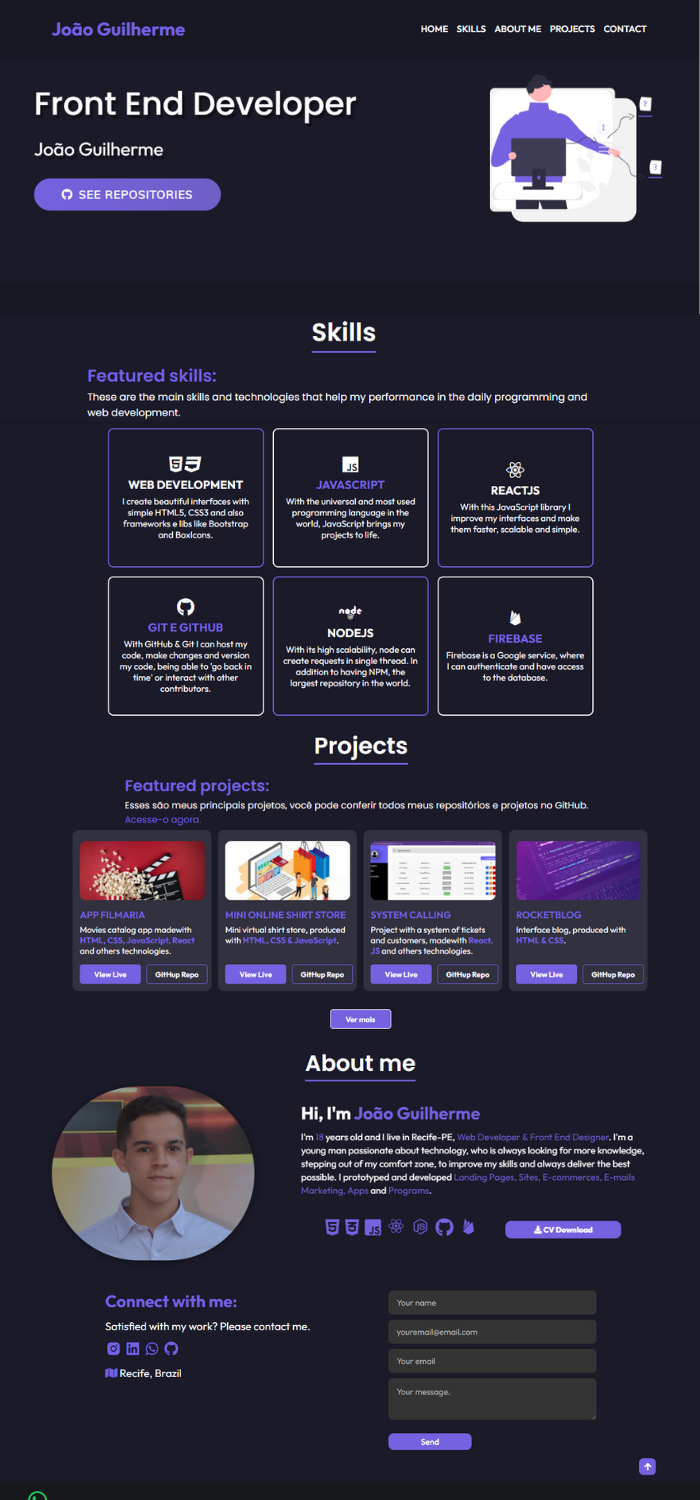 João Guilherme
HOME SKILLS ABOUT ME PROJECTS CONTACT
Front End Developer
João Guilherme
SEE REPOSITORIES
1
2
3
Skills
Featured skills:
These are the main skills and technologies that help my performance in the daily programming and
web development.
WEB DEVELOPMENT
I create beautiful interfaces with
simple HTML5, CSS3 and also
frameworks e libs like Bootstrap
and BoxIcons.
JS
JAVASCRIPT
With the universal and most used
programming language in the
world, JavaScript brings my
projects to life.
REACTJS
With this JavaScript library I
improve my interfaces and make
them faster, scalable and simple.
GIT E GITHUB
With GitHub & Git I can host my
code, make changes and version
my code, being able to 'go back in
time' or interact with other
contributors.
node
NODEJS
With its high scalability, node can
create requests in single thread. In
addition to having NPM, the
largest repository in the world.
FIREBASE
Firebase is a Google service, where
I can authenticate and have access
to the database.
Projects
Featured projects:
Esses são meus principais projetos, você pode conferir todos meus repositórios e projetos no GitHub.
Acesse-o agora.
APP FILMARIA
Movies catalog app madewith
HTML, CSS, JavaScript, React
and others technologies.
View Live GitHup Repo
MINI ONLINE SHIRT STORE
Mini virtual shirt store, produced
with HTML, CSS & JavaScript.
View Live GitHup Repo
SYSTEM CALLING
Project with a system of tickets
and customers, madewith React,
JS and others technologies.
View Live GitHup Repo
ROCKETBLOG
Interface blog, produced with
HTML & CSS.
View Live GitHup Repo
Ver mais
About me
Hi, I'm João Guilherme
I'm 18 years old and I live in Recife-PE, Web Developer & Front End Designer. I'm a
young man passionate about technology, who is always looking for more knowledge,
stepping out of my comfort zone, to improve my skills and always deliver the best
possible. I prototyped and developed Landing Pages, Sites, E-commerces, E-mails
Marketing, Apps and Programs.
JS
CV Download
Connect with me:
Satisfied with my work? Please contact me.
Recife, Brazil
Your name
youremail@email.com
Your email
Your message.
Send